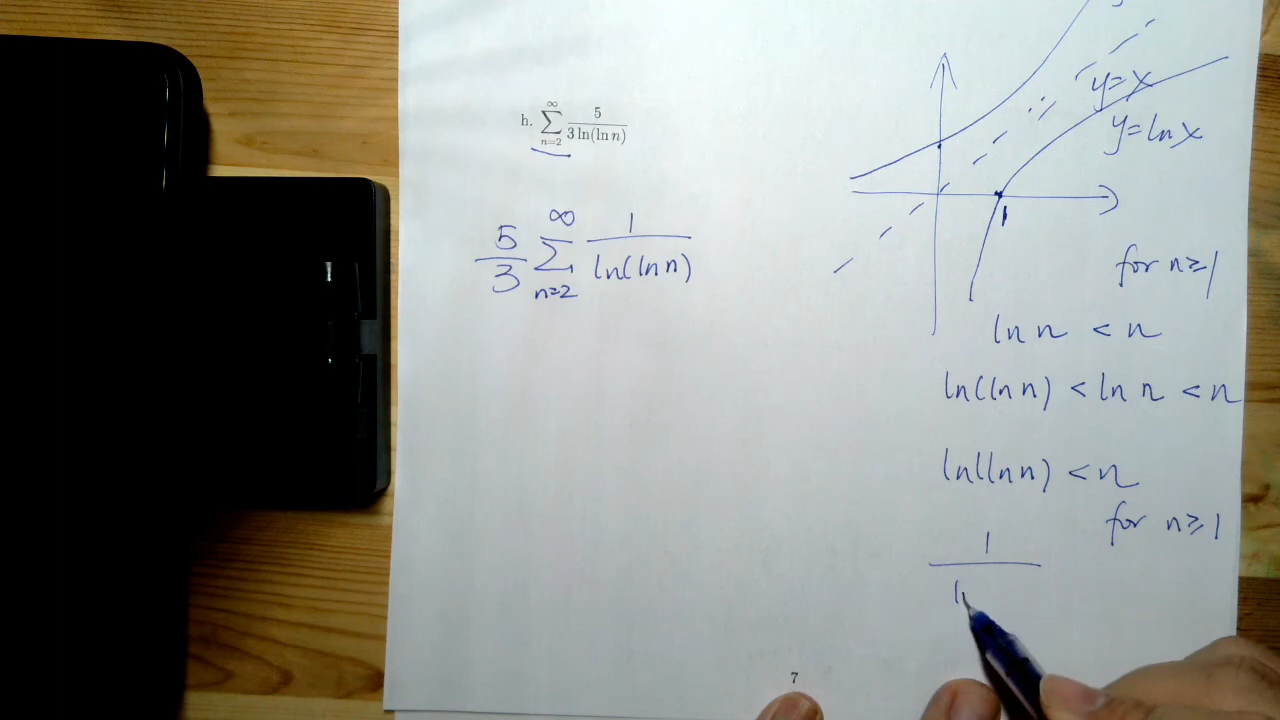 h. ∞ ∑ n=2 5 / 3 ln(ln n)
5/3 ∞ ∑ n=2 1 / ln(ln n)
y=x
y=ln x
1
for n≥1
ln n < n
ln(ln n) < ln n < n
ln(ln n) < n
for n≥1
1
7